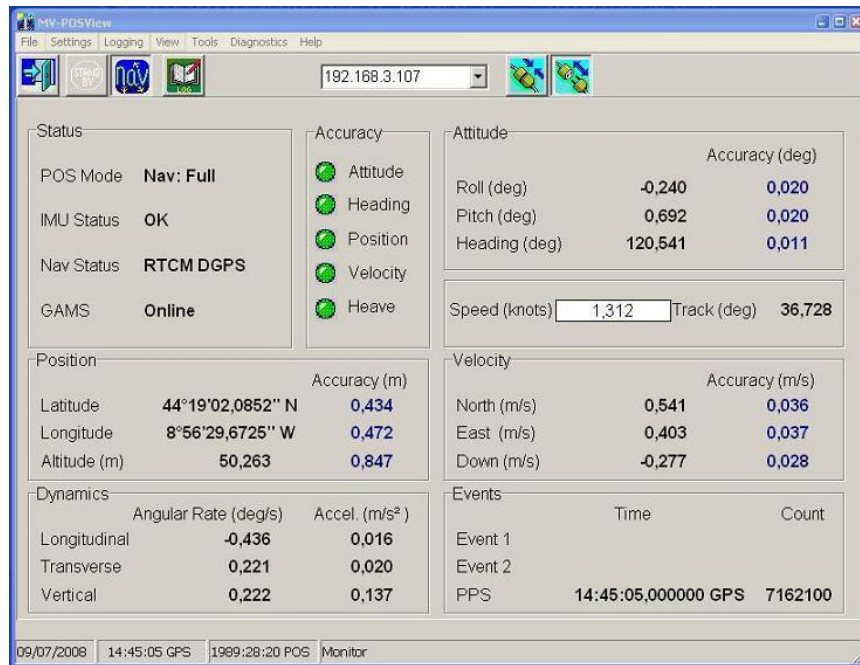 MV-POSView
File Settings Logging View Tools Diagnostics Help
STAND BY nav LOG 192.168.3.107
Status
POS Mode Nav: Full
IMU Status OK
Nav Status RTCM DGPS
GAMS Online
Accuracy
Attitude
Heading
Position
Velocity
Heave
Attitude
Accuracy (deg)
Roll (deg) -0,240 0,020
Pitch (deg) 0,692 0,020
Heading (deg) 120,541 0,011
Speed (knots) 1,312 Track (deg) 36,728
Position
Accuracy (m)
Latitude 44°19'02,0852" N 0,434
Longitude 8°56'29,6725" W 0,472
Altitude (m) 50,263 0,847
Velocity
Accuracy (m/s)
North (m/s) 0,541 0,036
East (m/s) 0,403 0,037
Down (m/s) -0,277 0,028
Dynamics
Angular Rate (deg/s) Accel. (m/s²)
Longitudinal -0,436 0,016
Transverse 0,221 0,020
Vertical 0,222 0,137
Events
Time Count
Event 1
Event 2
PPS 14:45:05,000000 GPS 7162100
09/07/2008 14:45:05 GPS 1989:28:20 POS Monitor